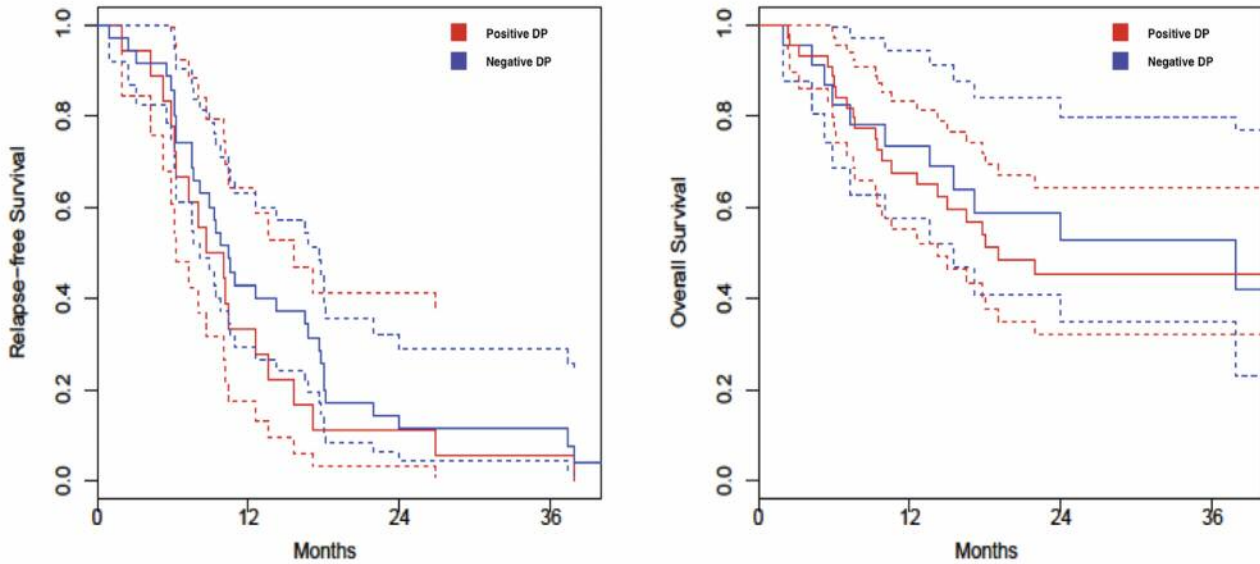 Positive DP
Negative DP
Relapse-free Survival
1.0
0.8
0.6
0.4
0.2
0.0
0 12 24 36
Months
Positive DP
Negative DP
Overall Survival
1.0
0.8
0.6
0.4
0.2
0.0
0 12 24 36
Months